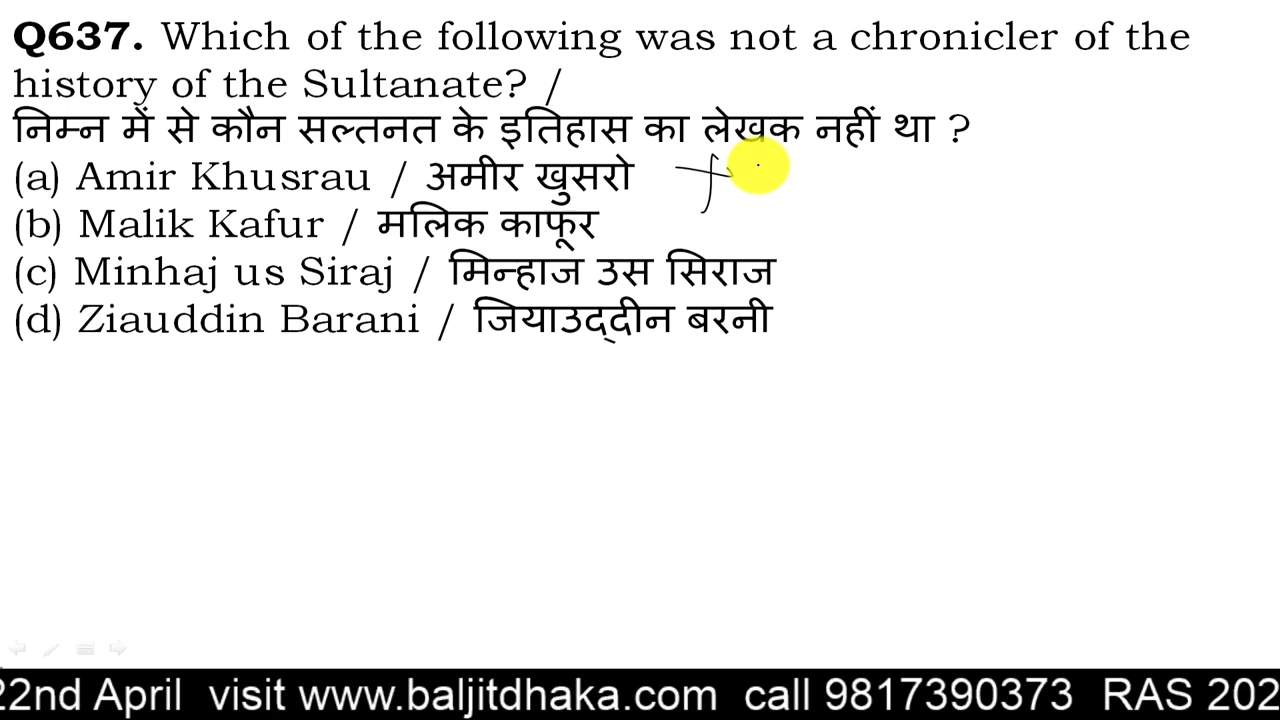 Q637. Which of the following was not a chronicler of the
history of the Sultanate? /
निम्न में से कौन सल्तनत के इतिहास का लेखक नहीं था ?
(a) Amir Khusrau / अमीर खुसरो
(b) Malik Kafur / मलिक काफूर
(c) Minhaj us Siraj / मिन्हाज उस सिराज
(d) Ziauddin Barani / जियाउद्दीन बरनी
22nd April visit www.baljitdhaka.com call 9817390373 RAS 202